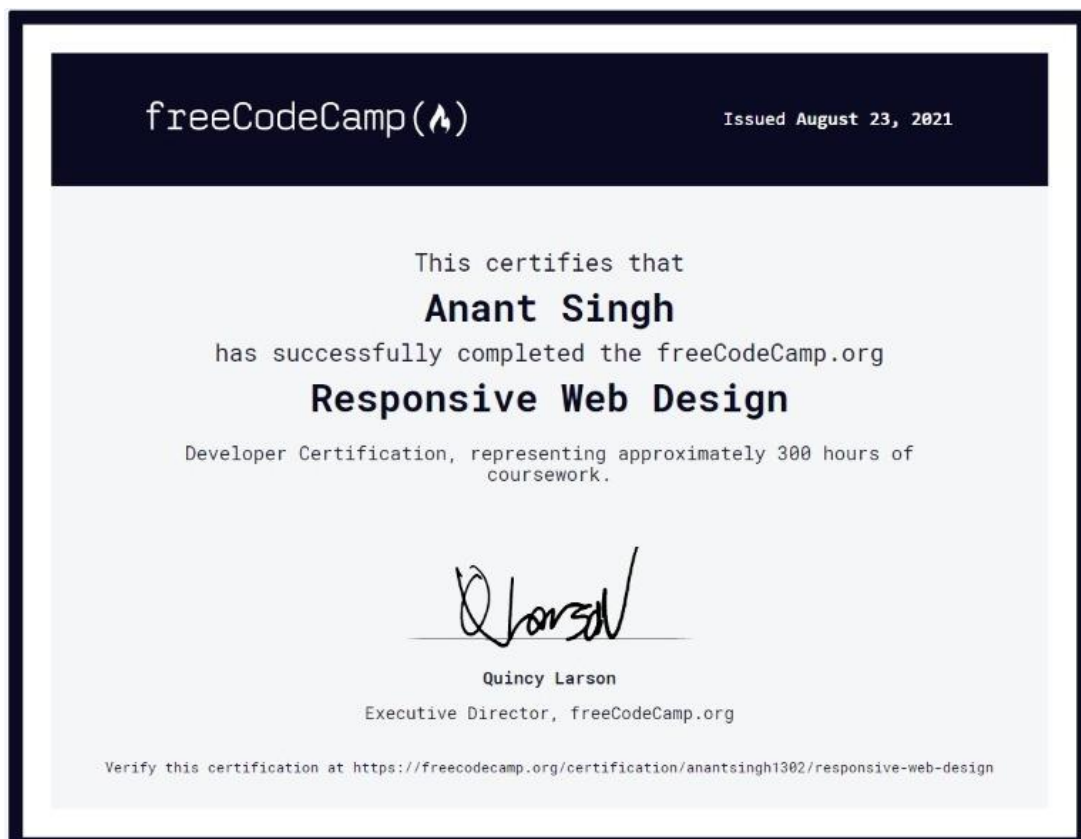 freeCodeCamp(🔥)
Issued August 23, 2021
This certifies that
Anant Singh
has successfully completed the freeCodeCamp.org
Responsive Web Design
Developer Certification, representing approximately 300 hours of
coursework.
Q Larson
Quincy Larson
Executive Director, freeCodeCamp.org
Verify this certification at https://freecodecamp.org/certification/anantsingh1302/responsive-web-design